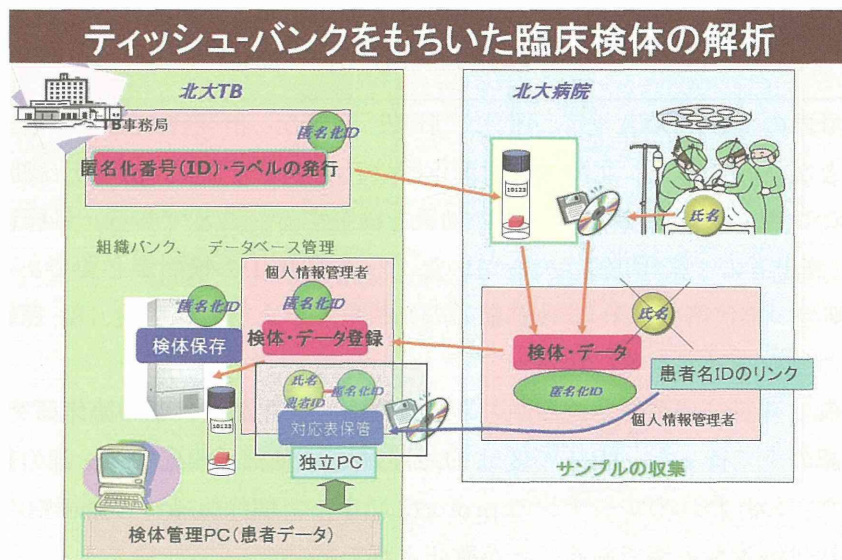 ティッシュ-バンクをもちいた臨床検体の解析
北大TB
TB事務局
匿名化ID
匿名化番号(ID)・ラベルの発行
組織バンク、 データベース管理
個人情報管理者
匿名化ID
匿名化ID
検体保存
検体・データ登録
氏名
患者ID
匿名化ID
対応表保管
独立PC
10123
検体管理PC(患者データ)
北大病院
10123
氏名
氏名
検体・データ
匿名化ID
患者名IDのリンク
個人情報管理者
サンプルの収集